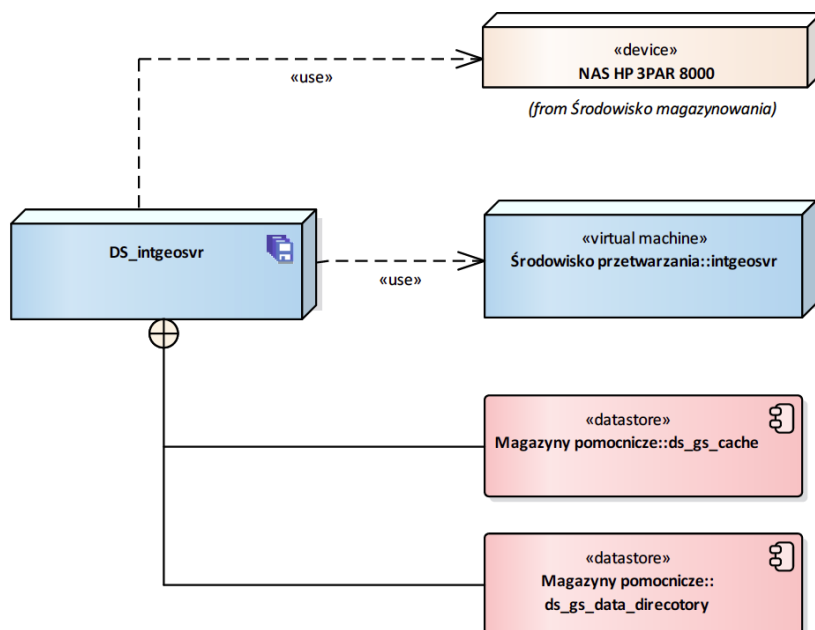 «device»
NAS HP 3PAR 8000
«use»
(from Środowisko magazynowania)
DS_intgeosvr
«virtual machine»
Środowisko przetwarzania::intgeosvr
«use»
«datastore»
Magazyny pomocnicze::ds_gs_cache
«datastore»
Magazyny pomocnicze::
ds_gs_data_direcotory